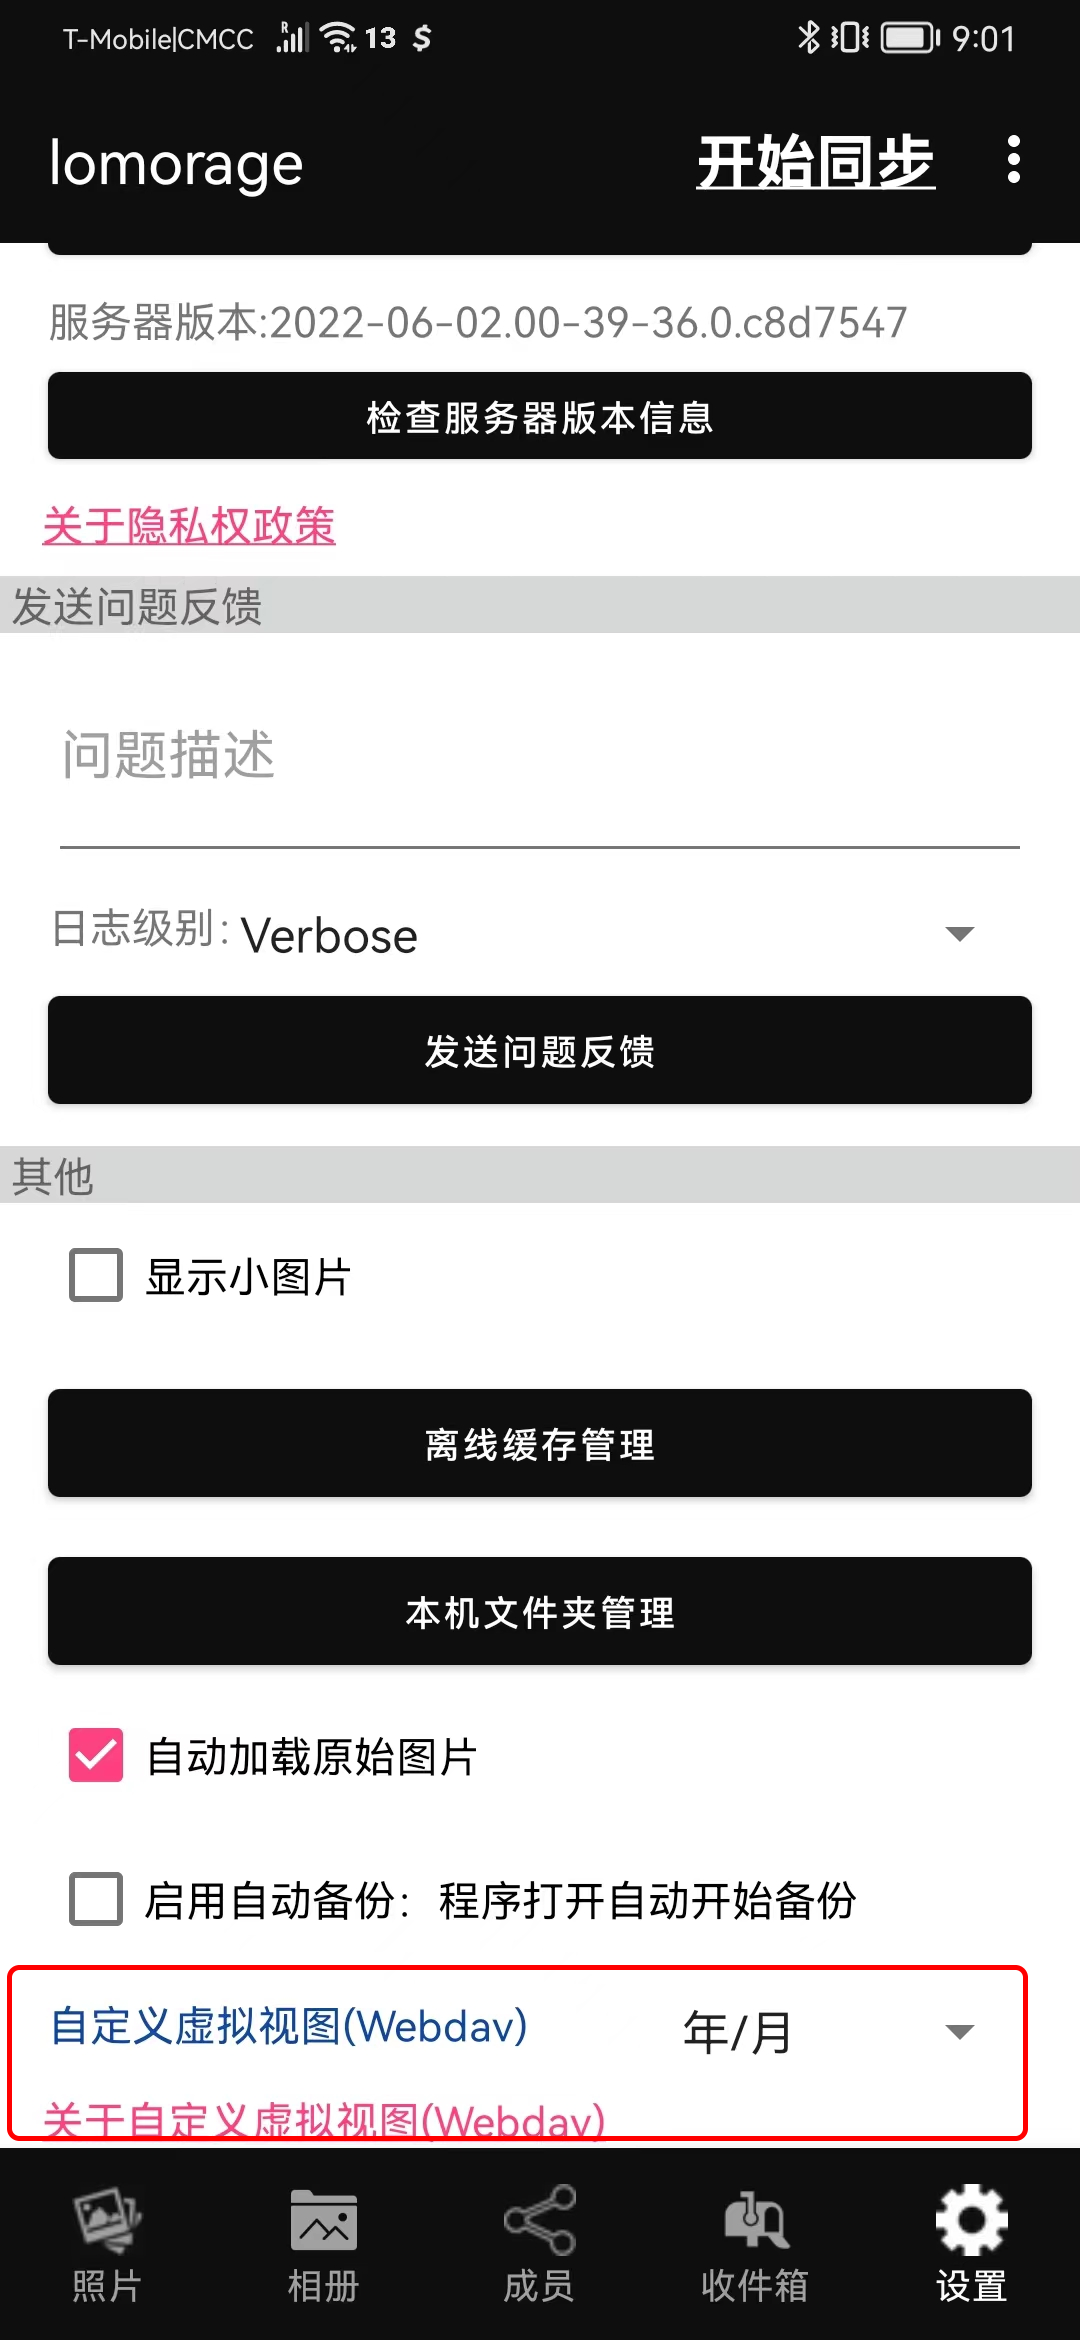 T-Mobile|CMCC R 13 $ 9:01
lomorage 开始同步
服务器版本:2022-06-02.00-39-36.0.c8d7547
检查服务器版本信息
关于隐私权政策
发送问题反馈
问题描述
日志级别: Verbose
发送问题反馈
其他
显示小图片
离线缓存管理
本机文件夹管理
自动加载原始图片
启用自动备份：程序打开自动开始备份
自定义虚拟视图(Webdav) 年/月
关于自定义虚拟视图(Webdav)
照片 相册 成员 收件箱 设置